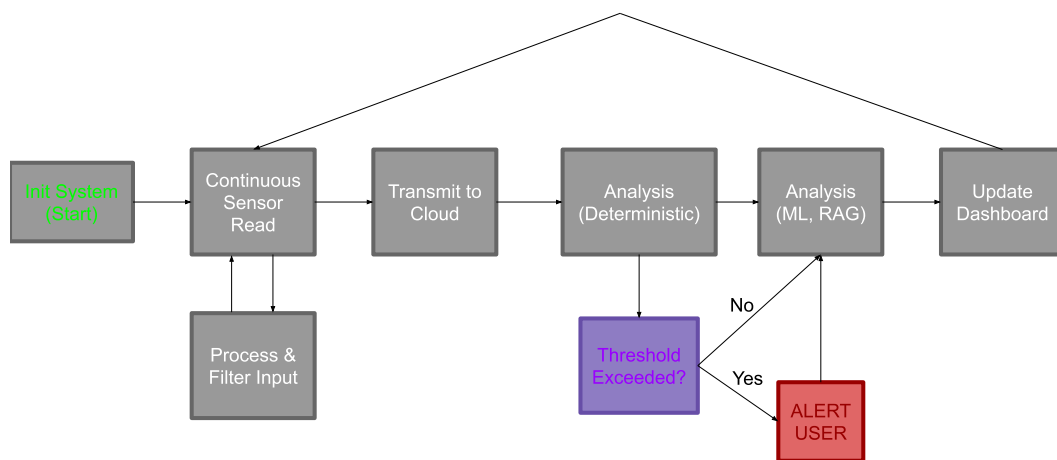 Init System
(Start)
Continuous
Sensor
Read
Transmit to
Cloud
Analysis
(Deterministic)
Analysis
(ML, RAG)
Update
Dashboard
Process &
Filter Input
Threshold
Exceeded?
No
Yes
ALERT
USER